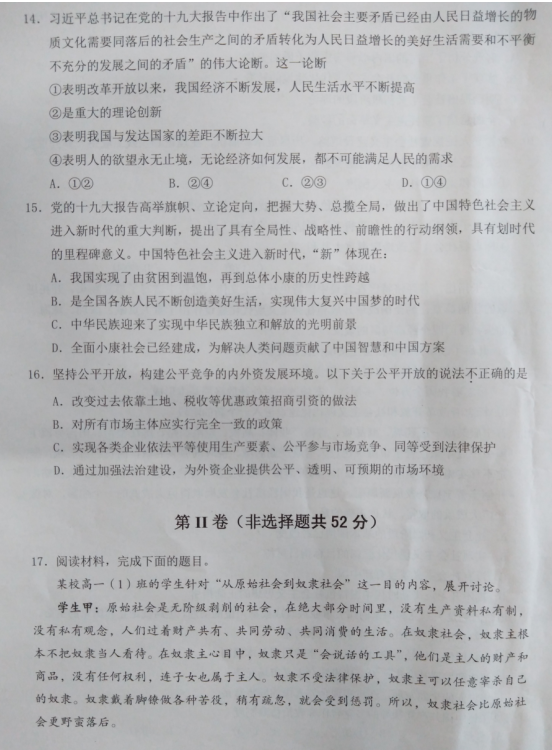 14. 习近平总书记在党的十九大报告中作出了“我国社会主要矛盾已经由人民日益增长的物
质文化需要同落后的社会生产之间的矛盾转化为人民日益增长的美好生活需要和不平衡
不充分的发展之间的矛盾”的伟大论断。这一论断
①表明改革开放以来，我国经济不断发展，人民生活水平不断提高
②是重大的理论创新
③表明我国与发达国家的差距不断拉大
④表明人的欲望永无止境，无论经济如何发展，都不可能满足人民的需求
A. ①② B. ②④ C. ②③ D. ①④
15. 党的十九大报告高举旗帜、立论定向，把握大势、总揽全局，做出了中国特色社会主义
进入新时代的重大判断，提出了具有全局性、战略性、前瞻性的行动纲领，具有划时代
的里程碑意义。中国特色社会主义进入新时代，“新”体现在：
A. 我国实现了由贫困到温饱，再到总体小康的历史性跨越
B. 是全国各族人民不断创造美好生活，实现伟大复兴中国梦的时代
C. 中华民族迎来了实现中华民族独立和解放的光明前景
D. 全面小康社会已经建成，为解决人类问题贡献了中国智慧和中国方案
16. 坚持公平开放，构建公平竞争的内外资发展环境。以下关于公平开放的说法不正确的是
A. 改变过去依靠土地、税收等优惠政策招商引资的做法
B. 对所有市场主体应实行完全一致的政策
C. 实现各类企业依法平等使用生产要素、公平参与市场竞争、同等受到法律保护
D. 通过加强法治建设，为外资企业提供公平、透明、可预期的市场环境
第 II 卷（非选择题共 52 分）
17. 阅读材料，完成下面的题目。
某校高一（1）班的学生针对“从原始社会到奴隶社会”这一目的内容，展开讨论。
学生甲：原始社会是无阶级剥削的社会，在绝大部分时间里，没有生产资料私有制，
没有私有观念，人们过着财产共有、共同劳动、共同消费的生活。在奴隶社会，奴隶主根
本不把奴隶当人看待。在奴隶主心目中，奴隶只是“会说话的工具”，他们是主人的财产和
商品，没有任何权利，连子女也属于主人。奴隶不受法律保护，奴隶主可以任意宰杀自己
的奴隶。奴隶戴着脚镣做各种苦役，稍有疏忽，就会受到惩罚。所以，奴隶社会比原始社
会更野蛮落后。